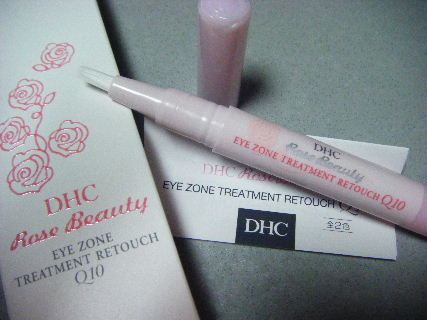 DHC
Rose Beauty
EYE ZONE
TREATMENT RETOUCH
Q10
DHC
Rose Beauty
EYE ZONE TREATMENT RETOUCH Q10
DHC
EYE ZONE TREATMENT RETOUCH
DHC